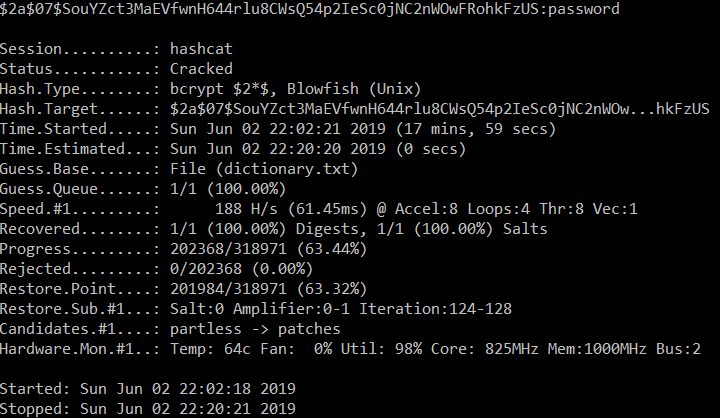 $2a$07$SouYZct3MaEVfwnH644rlu8CWsQ54p2IeSc0jNC2nWOwFRohkFzUS:password
Session..........: hashcat
Status...........: Cracked
Hash.Type........: bcrypt $2*$, Blowfish (Unix)
Hash.Target......: $2a$07$SouYZct3MaEVfwnH644rlu8CWsQ54p2IeSc0jNC2nWOw...hkFzUS
Time.Started.....: Sun Jun 02 22:02:21 2019 (17 mins, 59 secs)
Time.Estimated...: Sun Jun 02 22:20:20 2019 (0 secs)
Guess.Base.......: File (dictionary.txt)
Guess.Queue......: 1/1 (100.00%)
Speed.#1.........:      188 H/s (61.45ms) @ Accel:8 Loops:4 Thr:8 Vec:1
Recovered........: 1/1 (100.00%) Digests, 1/1 (100.00%) Salts
Progress.........: 202368/318971 (63.44%)
Rejected.........: 0/202368 (0.00%)
Restore.Point....: 201984/318971 (63.32%)
Restore.Sub.#1...: Salt:0 Amplifier:0-1 Iteration:124-128
Candidates.#1....: partless -> patches
Hardware.Mon.#1..: Temp: 64c Fan:  0% Util: 98% Core: 825MHz Mem:1000MHz Bus:2
Started: Sun Jun 02 22:02:18 2019
Stopped: Sun Jun 02 22:20:21 2019